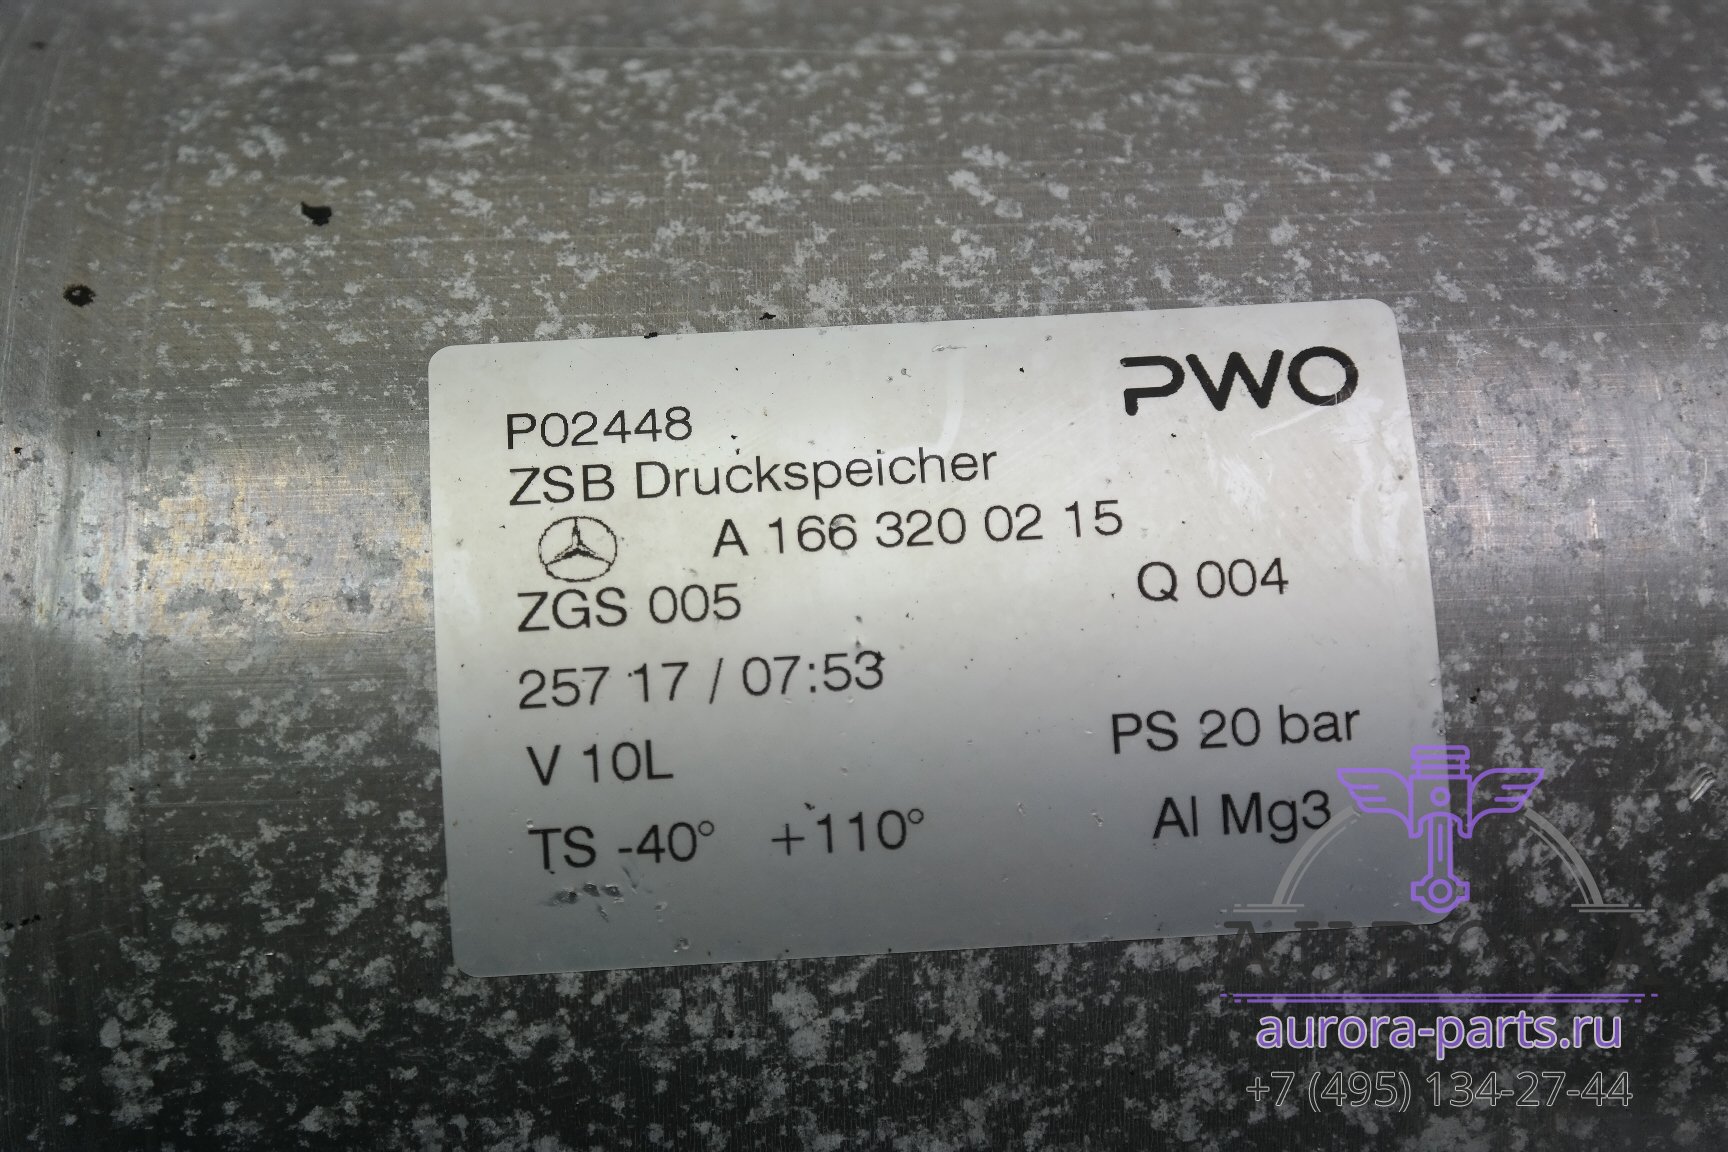 PWO
P02448
ZSB Druckspeicher
A 166 320 02 15
ZGS 005 Q 004
257 17 / 07:53
V 10L PS 20 bar
TS -40° +110° Al Mg3
AURORA
aurora-parts.ru
+7 (495) 134-27-44